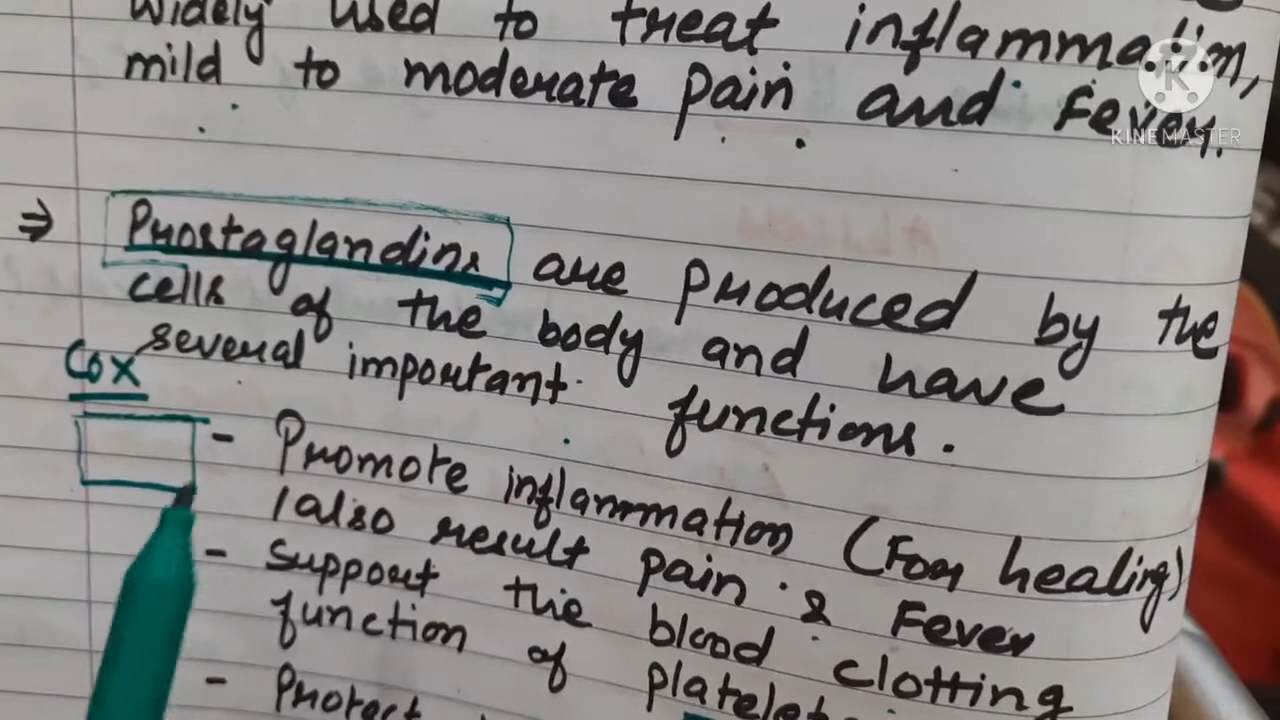 widely used to treat inflammation,
mild to moderate pain and Fever.
KINEMASTER
⇒ Prostaglandins are produced by the
cells of the body and have
several important functions.
Cox
- Promote inflammation (For healing)
/also result pain & Fever
- support the blood clotting
function of platelet
- Protect